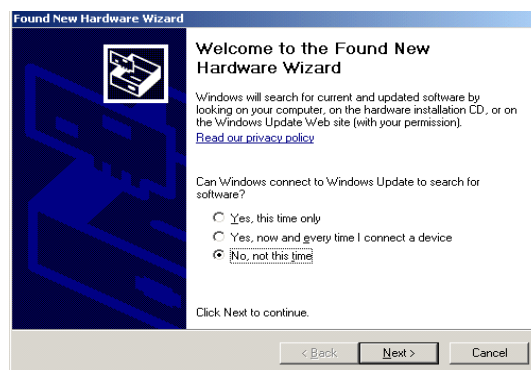 Found New Hardware Wizard
Welcome to the Found New
Hardware Wizard
Windows will search for current and updated software by
looking on your computer, on the hardware installation CD, or on
the Windows Update Web site (with your permission).
Read our privacy policy
Can Windows connect to Windows Update to search for
software?
Yes, this time only
Yes, now and every time I connect a device
No, not this time
Click Next to continue.
< Back Next > Cancel